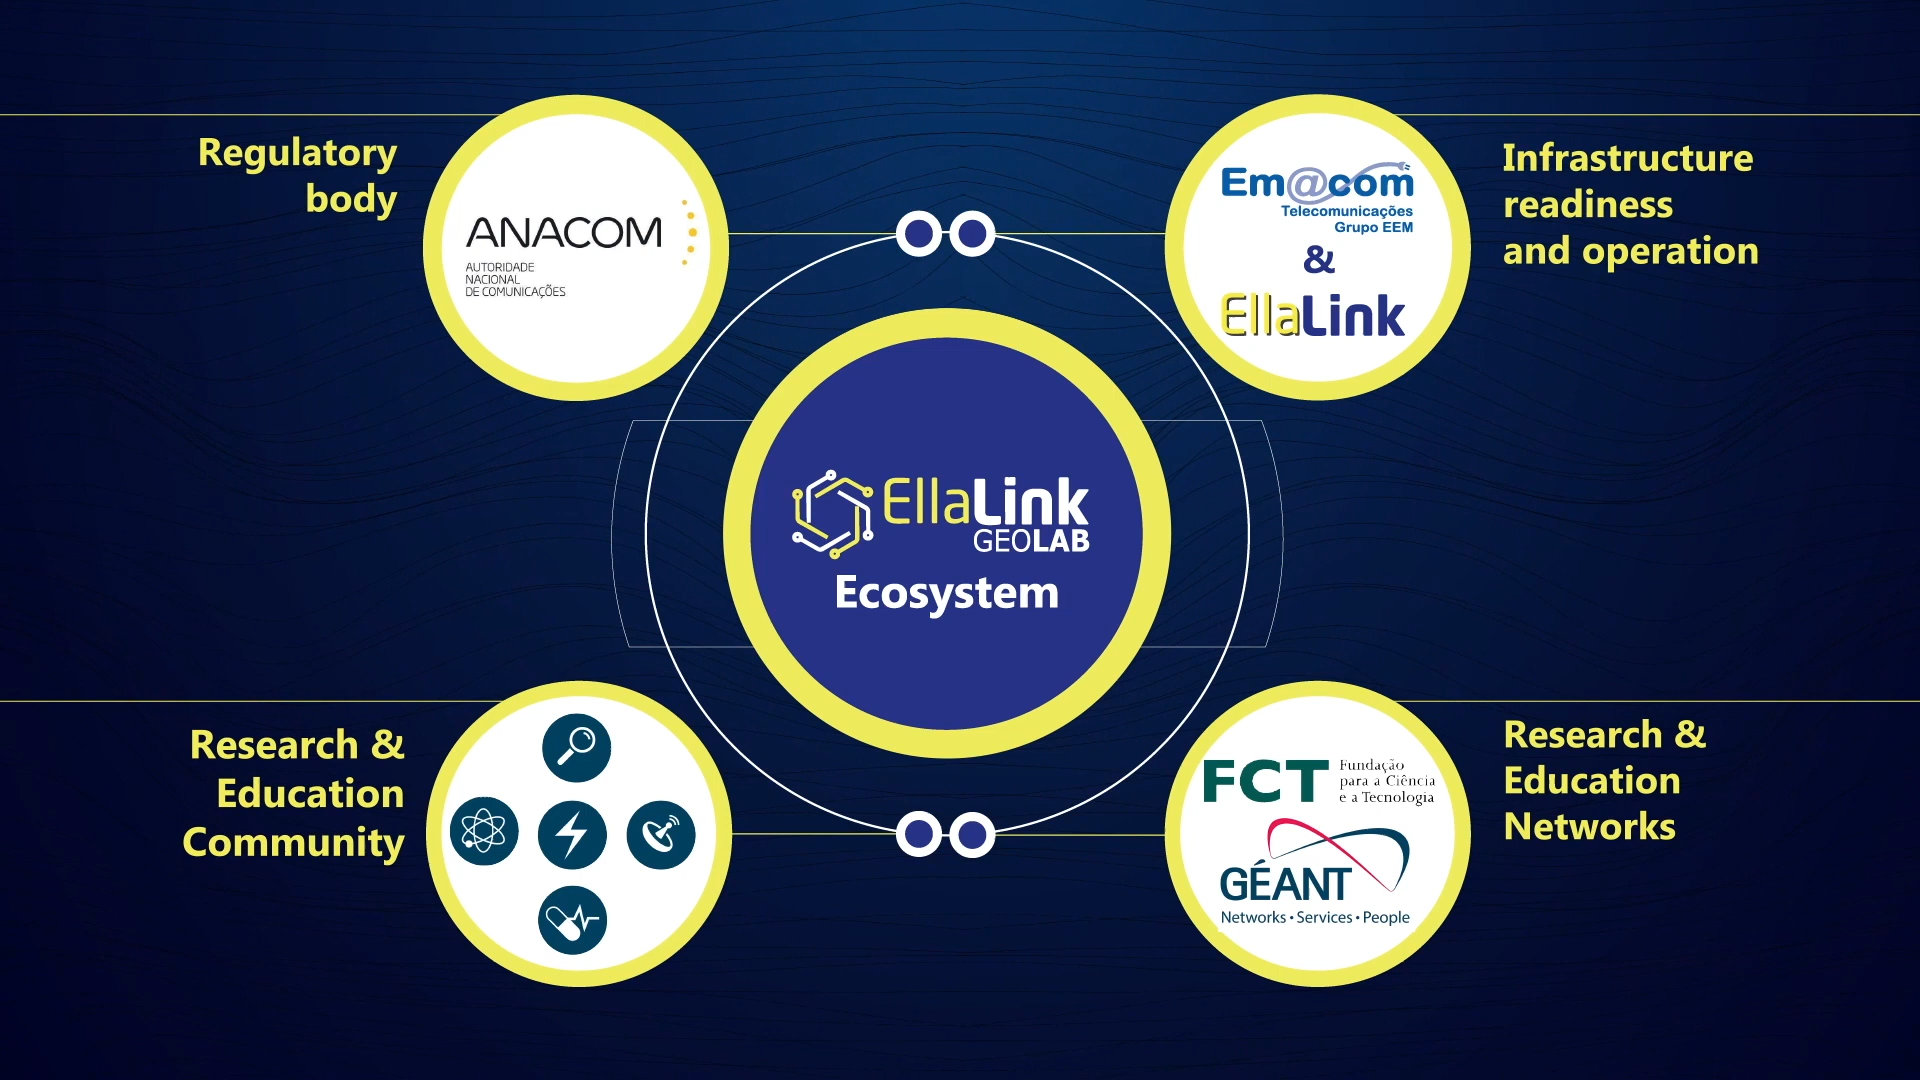 Regulatory
body
ANACOM
AUTORIDADE
NACIONAL
DE COMUNICAÇÕES
Em@com
Telecomunicações
Grupo EEM
&
EllaLink
Infrastructure
readiness
and operation
EllaLink
GEOLAB
Ecosystem
Research &
Education
Community
FCT Fundação
para a Ciência
e a Tecnologia
GÉANT
Networks • Services • People
Research &
Education
Networks